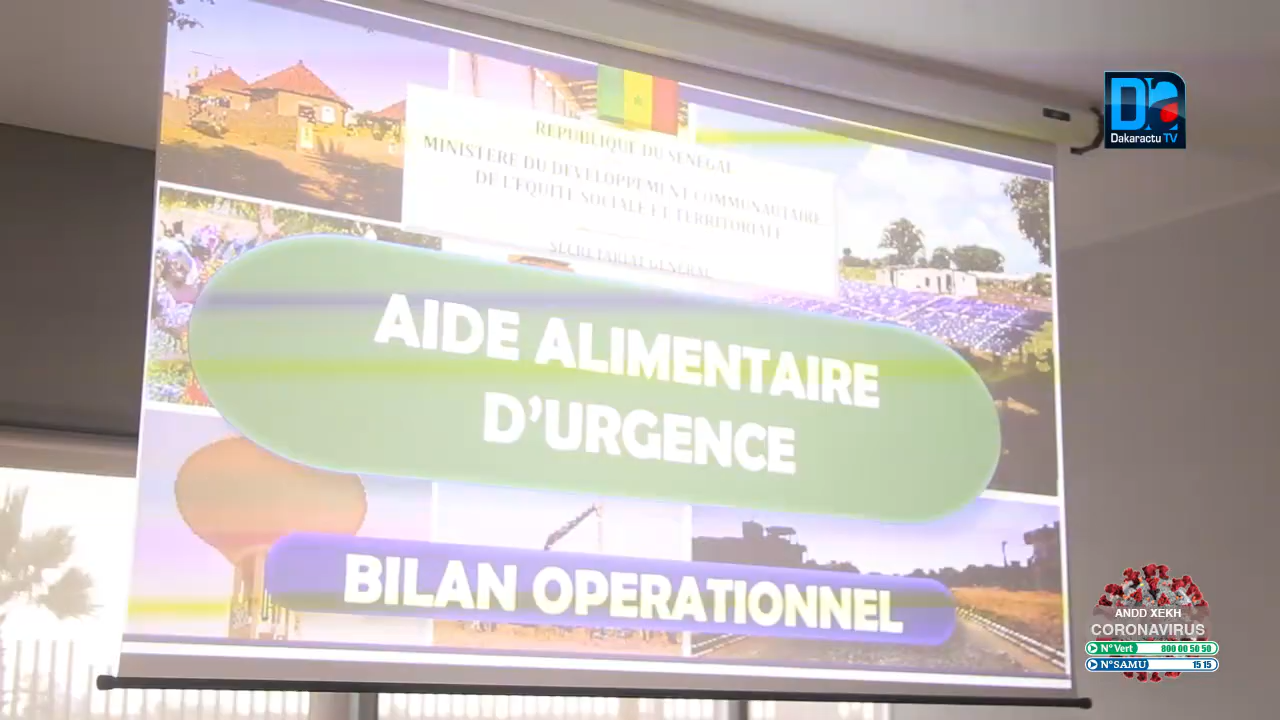 REPUBLIQUE DU SENEGAL
MINISTERE DU DEVELOPPEMENT COMMUNAUTAIRE
DE L'EQUITE SOCIALE ET TERRITORIALE
SECRETARIAT GENERAL
AIDE ALIMENTAIRE
D'URGENCE
BILAN OPERATIONNEL
Dakaractu TV
ANDD XEKH
CORONAVIRUS
N° Vert 800 00 50 50
N° SAMU 15 15